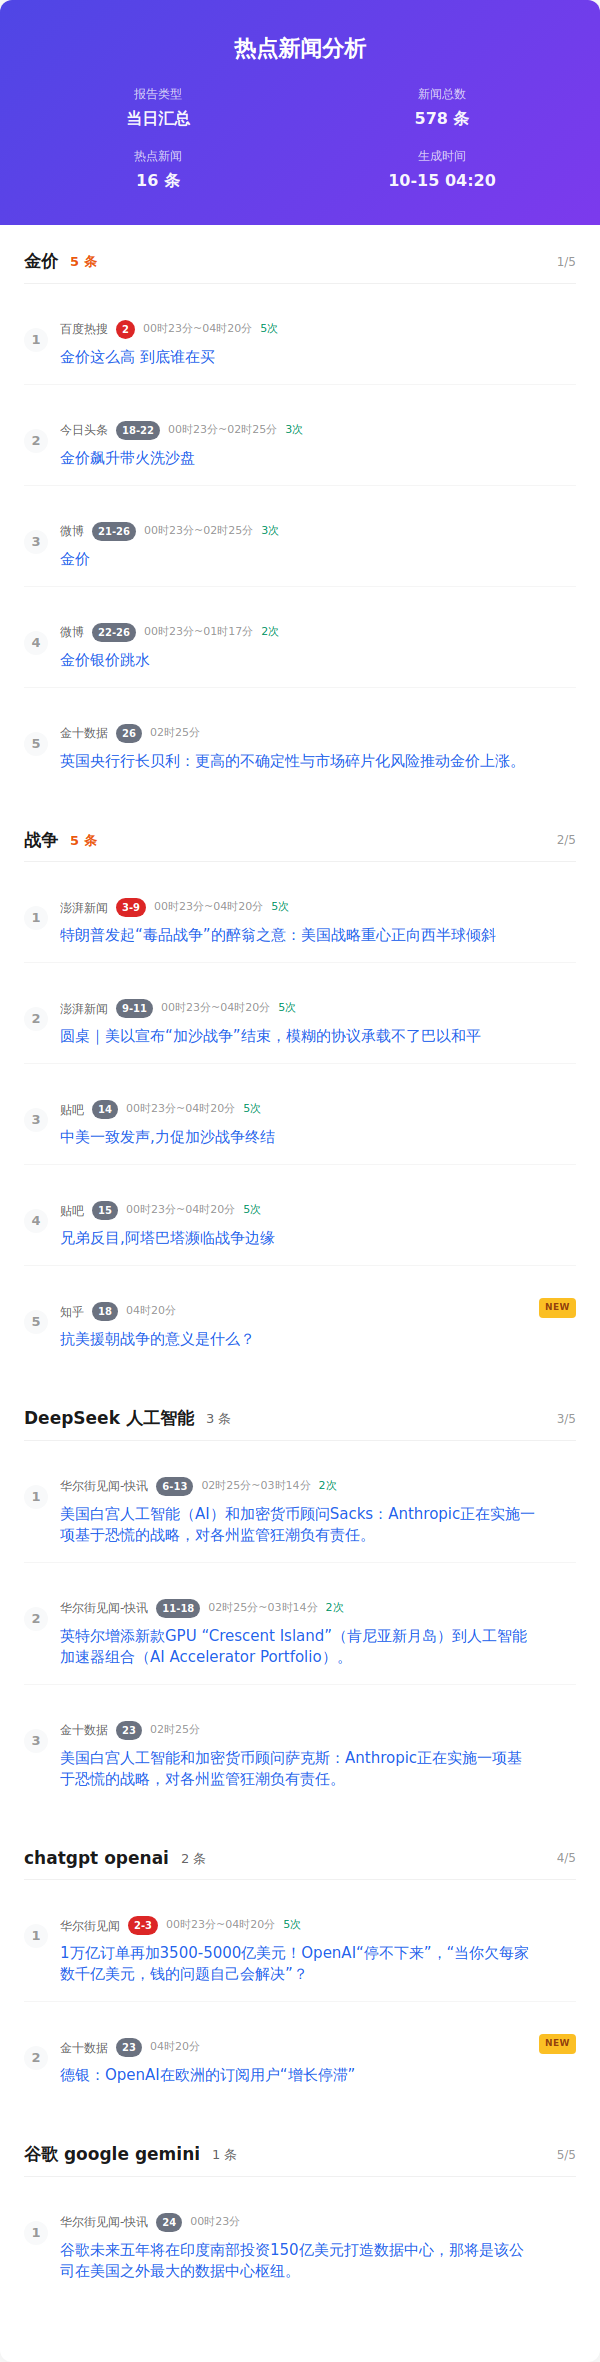 热点新闻分析
报告类型
新闻总数
当日汇总
578 条
热点新闻
生成时间
16 条
10-15 04:20
金价 5 条 1/5
1
百度热搜 2 00时23分~04时20分 5次
金价这么高 到底谁在买
2
今日头条 18-22 00时23分~02时25分 3次
金价飙升带火洗沙盘
3
微博 21-26 00时23分~02时25分 3次
金价
4
微博 22-26 00时23分~01时17分 2次
金价银价跳水
5
金十数据 26 02时25分
英国央行行长贝利：更高的不确定性与市场碎片化风险推动金价上涨。
战争 5 条 2/5
1
澎湃新闻 3-9 00时23分~04时20分 5次
特朗普发起“毒品战争”的醉翁之意：美国战略重心正向西半球倾斜
2
澎湃新闻 9-11 00时23分~04时20分 5次
圆桌｜美以宣布“加沙战争”结束，模糊的协议承载不了巴以和平
3
贴吧 14 00时23分~04时20分 5次
中美一致发声,力促加沙战争终结
4
贴吧 15 00时23分~04时20分 5次
兄弟反目,阿塔巴塔濒临战争边缘
5
知乎 18 04时20分 NEW
抗美援朝战争的意义是什么？
DeepSeek 人工智能 3 条 3/5
1
华尔街见闻-快讯 6-13 02时25分~03时14分 2次
美国白宫人工智能（AI）和加密货币顾问Sacks：Anthropic正在实施一
项基于恐慌的战略，对各州监管狂潮负有责任。
2
华尔街见闻-快讯 11-18 02时25分~03时14分 2次
英特尔增添新款GPU “Crescent Island”（肯尼亚新月岛）到人工智能
加速器组合（AI Accelerator Portfolio）。
3
金十数据 23 02时25分
美国白宫人工智能和加密货币顾问萨克斯：Anthropic正在实施一项基
于恐慌的战略，对各州监管狂潮负有责任。
chatgpt openai 2 条 4/5
1
华尔街见闻 2-3 00时23分~04时20分 5次
1万亿订单再加3500-5000亿美元！OpenAI“停不下来”，“当你欠每家
数千亿美元，钱的问题自己会解决”？
2
金十数据 23 04时20分 NEW
德银：OpenAI在欧洲的订阅用户“增长停滞”
谷歌 google gemini 1 条 5/5
1
华尔街见闻-快讯 24 00时23分
谷歌未来五年将在印度南部投资150亿美元打造数据中心，那将是该公
司在美国之外最大的数据中心枢纽。